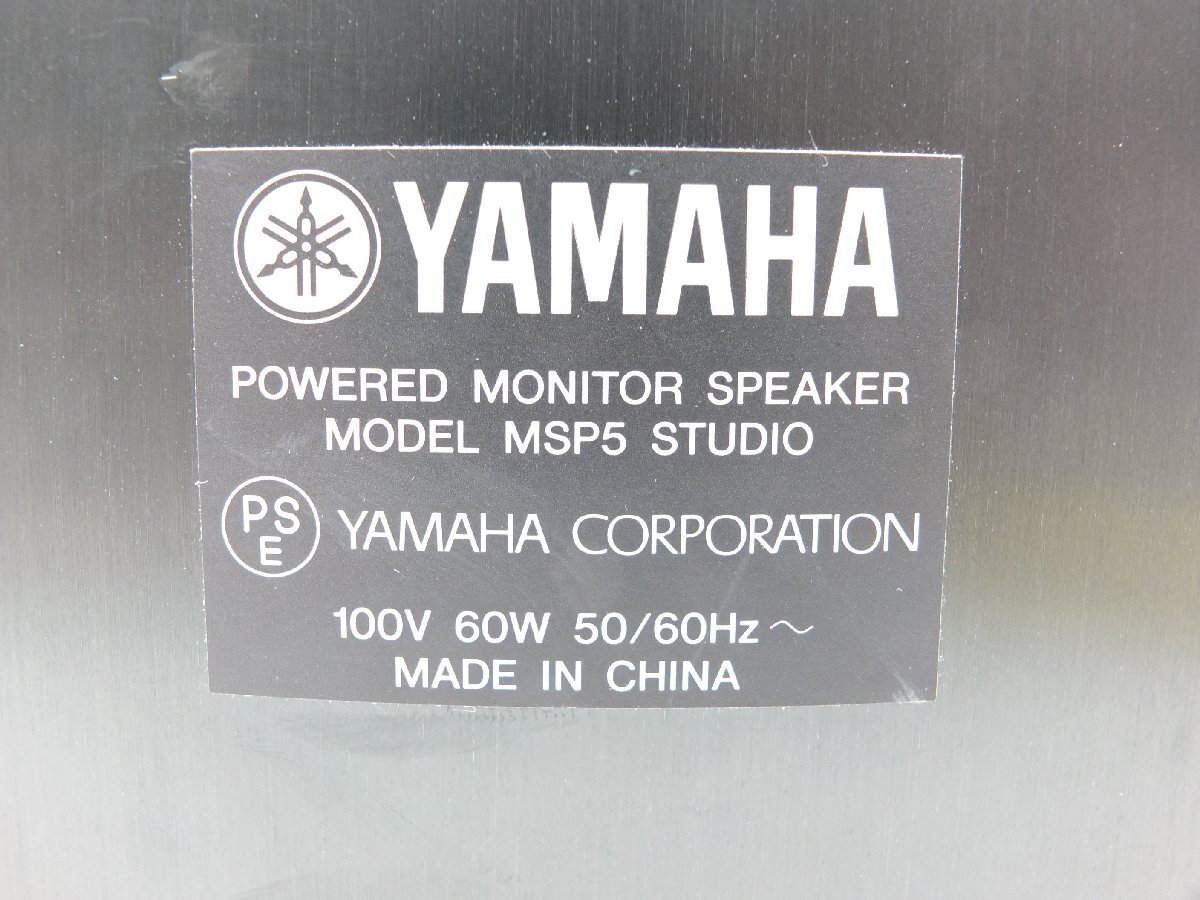 YAMAHA
POWERED MONITOR SPEAKER
MODEL MSP5 STUDIO
PSE YAMAHA CORPORATION
100V 60W 50/60Hz ~
MADE IN CHINA